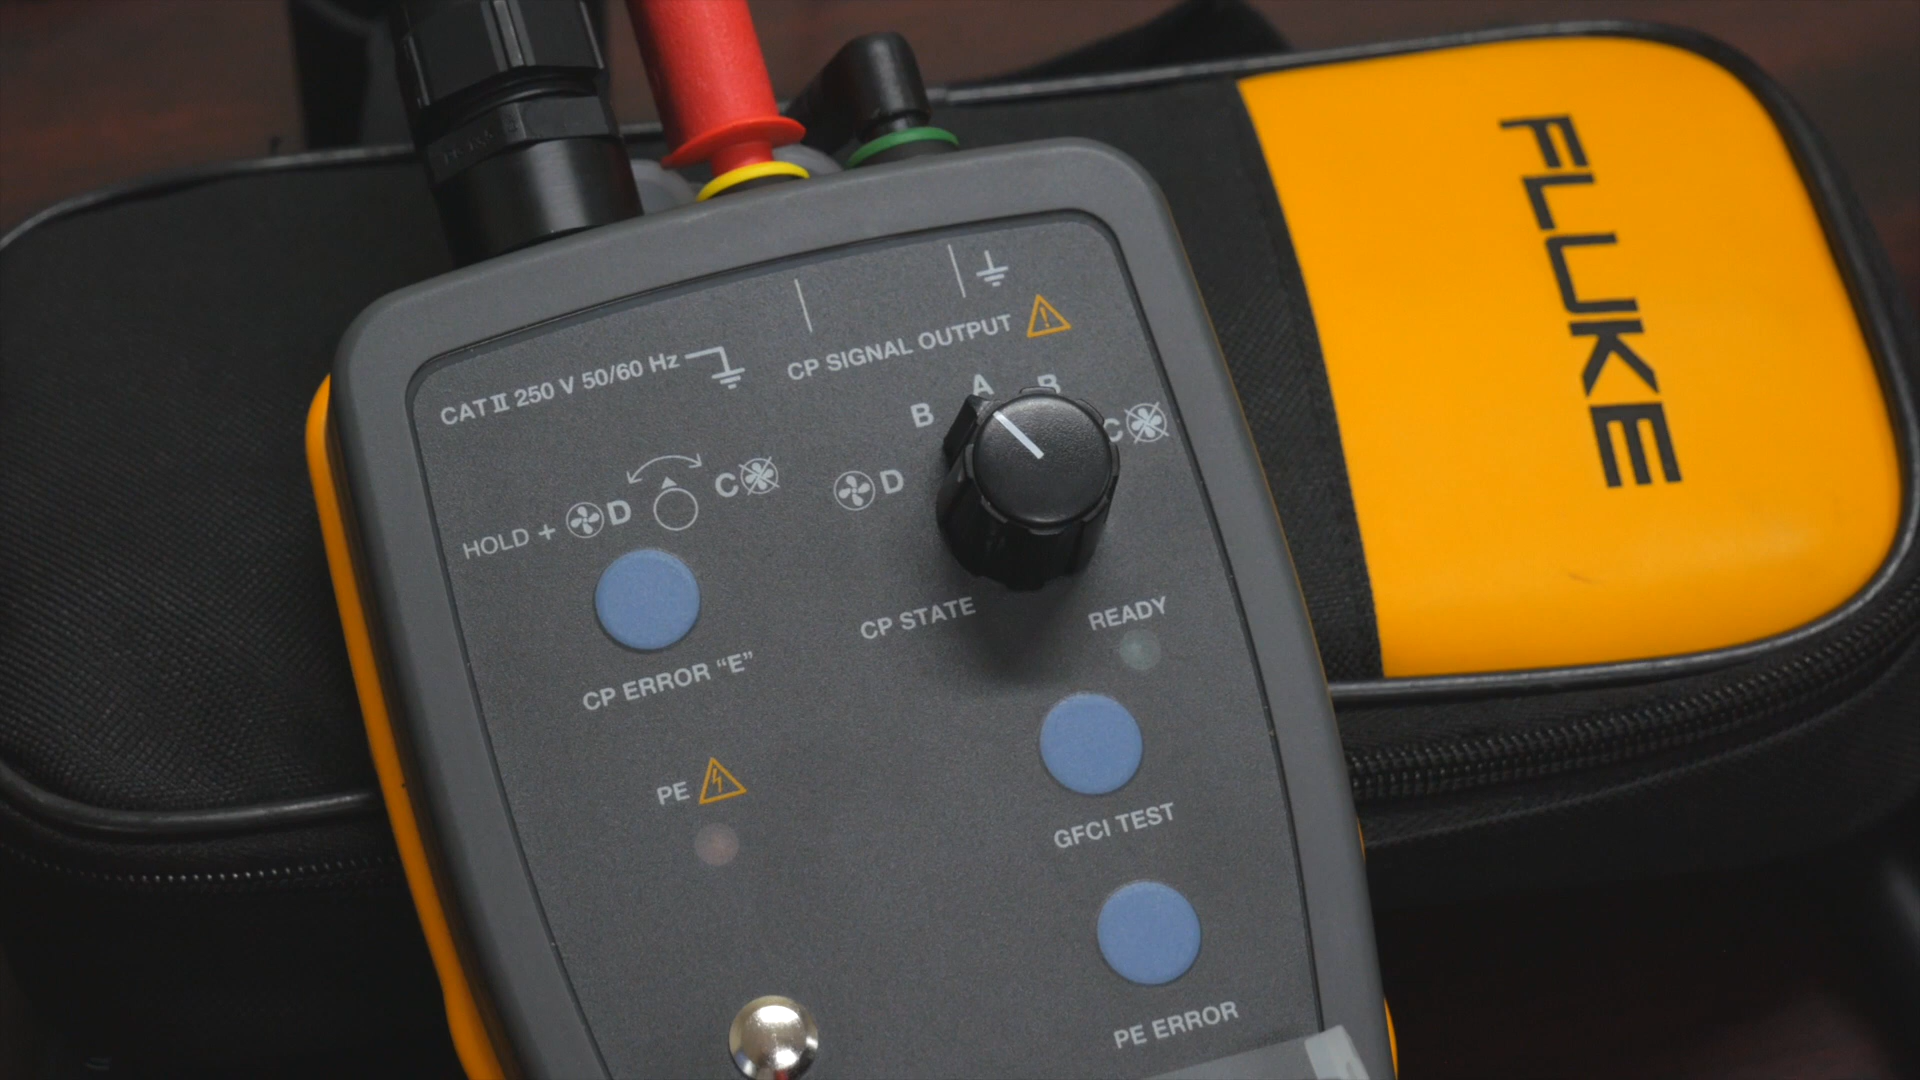 FLUKE
CAT II 250 V 50/60 Hz
CP SIGNAL OUTPUT
B A B
D C
HOLD + D C
CP STATE
READY
CP ERROR “E”
PE
GFCI TEST
PE ERROR